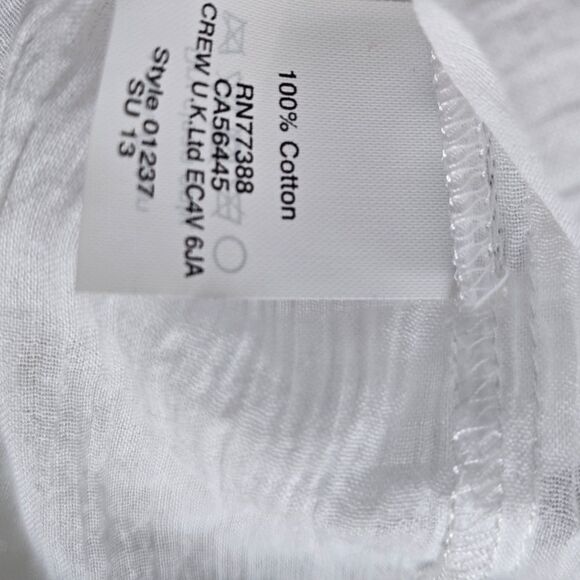 100% Cotton
RN77388
CA56445
CREW U.K.Ltd EC4V 6JA
Style 01237
SU 13